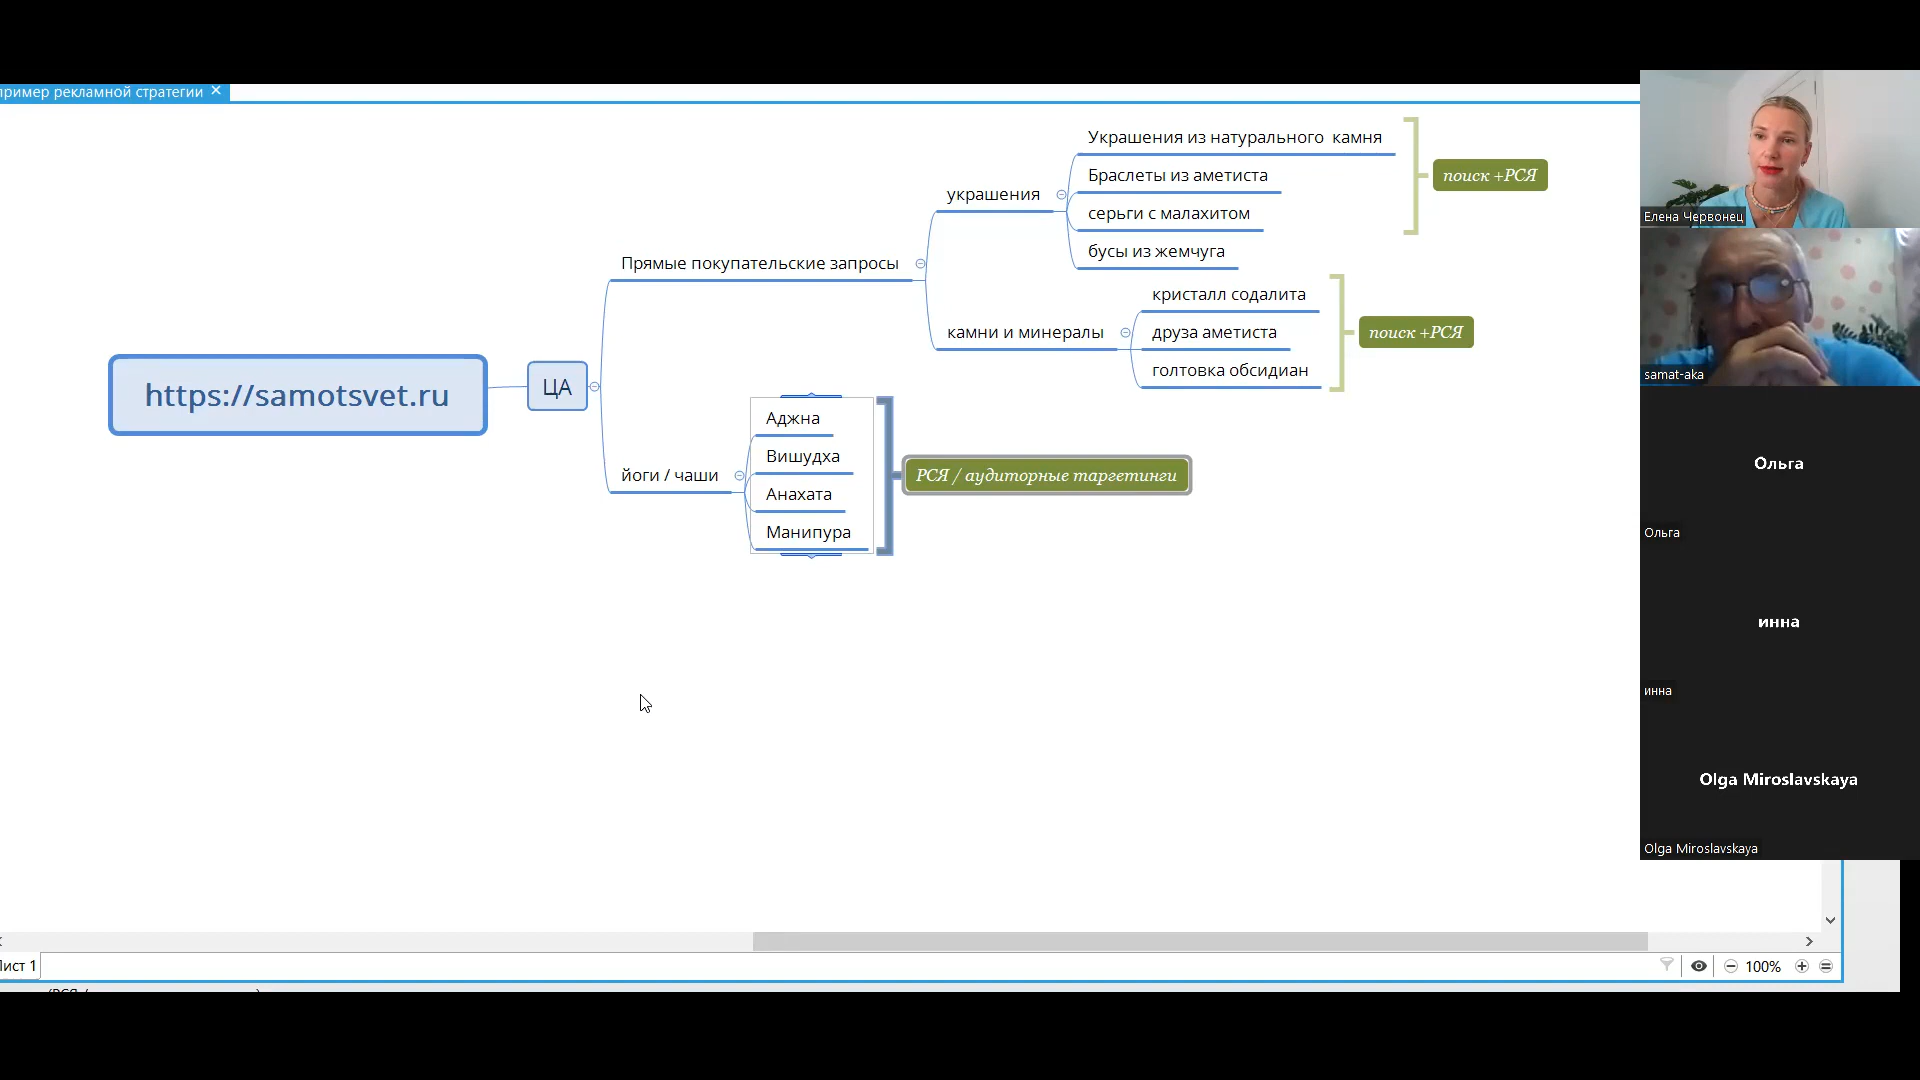 пример рекламной стратегии
https://samotsvet.ru
ЦА
Прямые покупательские запросы
украшения
Украшения из натурального камня
Браслеты из аметиста
серьги с малахитом
бусы из жемчуга
поиск +РСЯ
камни и минералы
кристалл содалита
друза аметиста
голтовка обсидиан
поиск +РСЯ
йоги / чаши
Аджна
Вишудха
Анахата
Манипура
РСЯ / аудиторные таргетинги
Елена Червонец
samat-aka
Ольга
Ольга
инна
инна
Olga Miroslavskaya
Olga Miroslavskaya
Лист 1
100%